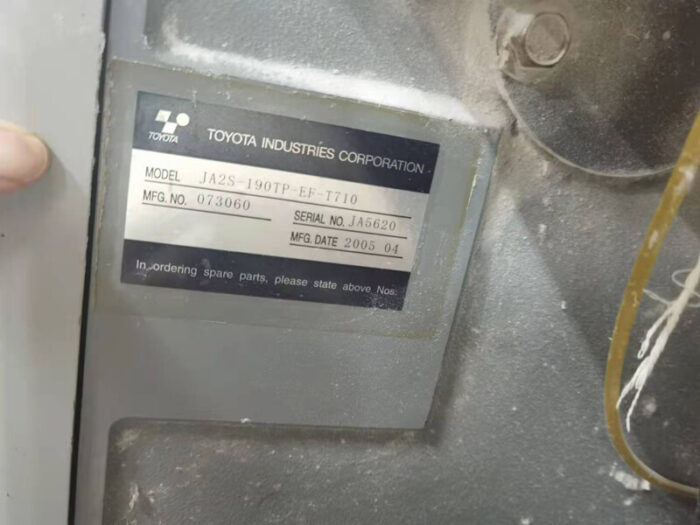 TOYOTA
TOYOTA INDUSTRIES CORPORATION
MODEL JA2S-190TP-EF-T710
MFG. NO. 073060
SERIAL NO. JA5620
MFG. DATE 2005 04
In ordering spare parts, please state above Nos.